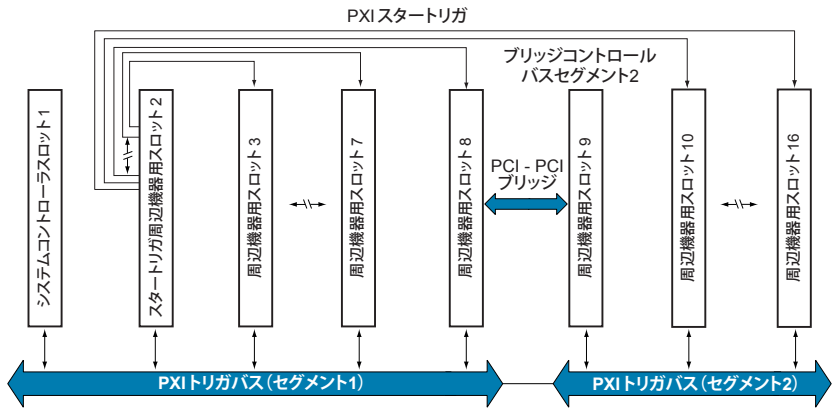 PXIスタートリガ
ブリッジコントロール
バスセグメント2
システムコントローラスロット1
スタートリガ周辺機器用スロット2
周辺機器用スロット3
周辺機器用スロット7
周辺機器用スロット8
PCI - PCI
ブリッジ
周辺機器用スロット9
周辺機器用スロット10
周辺機器用スロット16
PXIトリガバス（セグメント1）
PXIトリガバス（セグメント2）